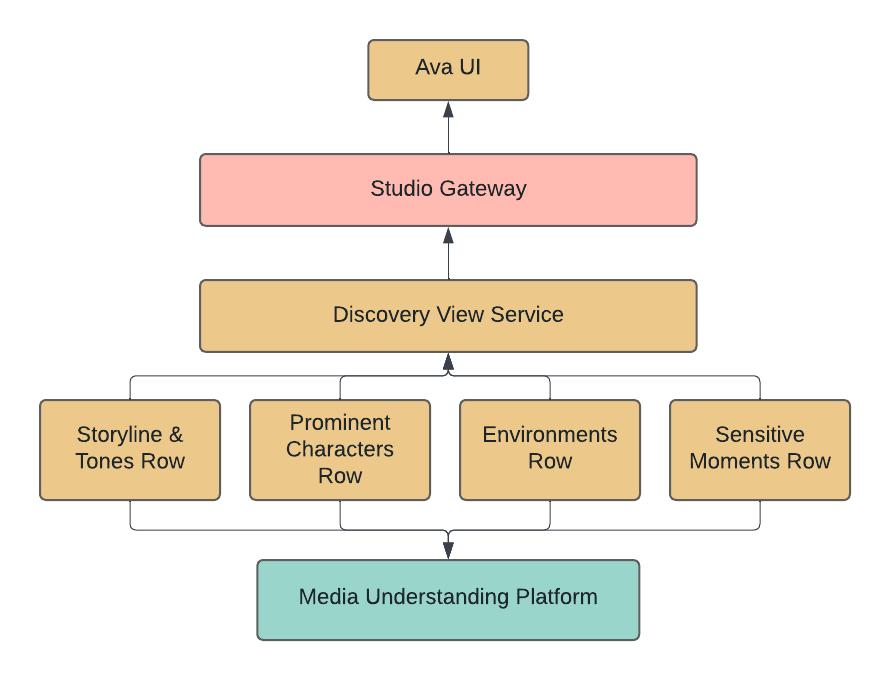 Ava UI
Studio Gateway
Discovery View Service
Storyline &
Tones Row
Prominent
Characters
Row
Environments
Row
Sensitive
Moments Row
Media Understanding Platform